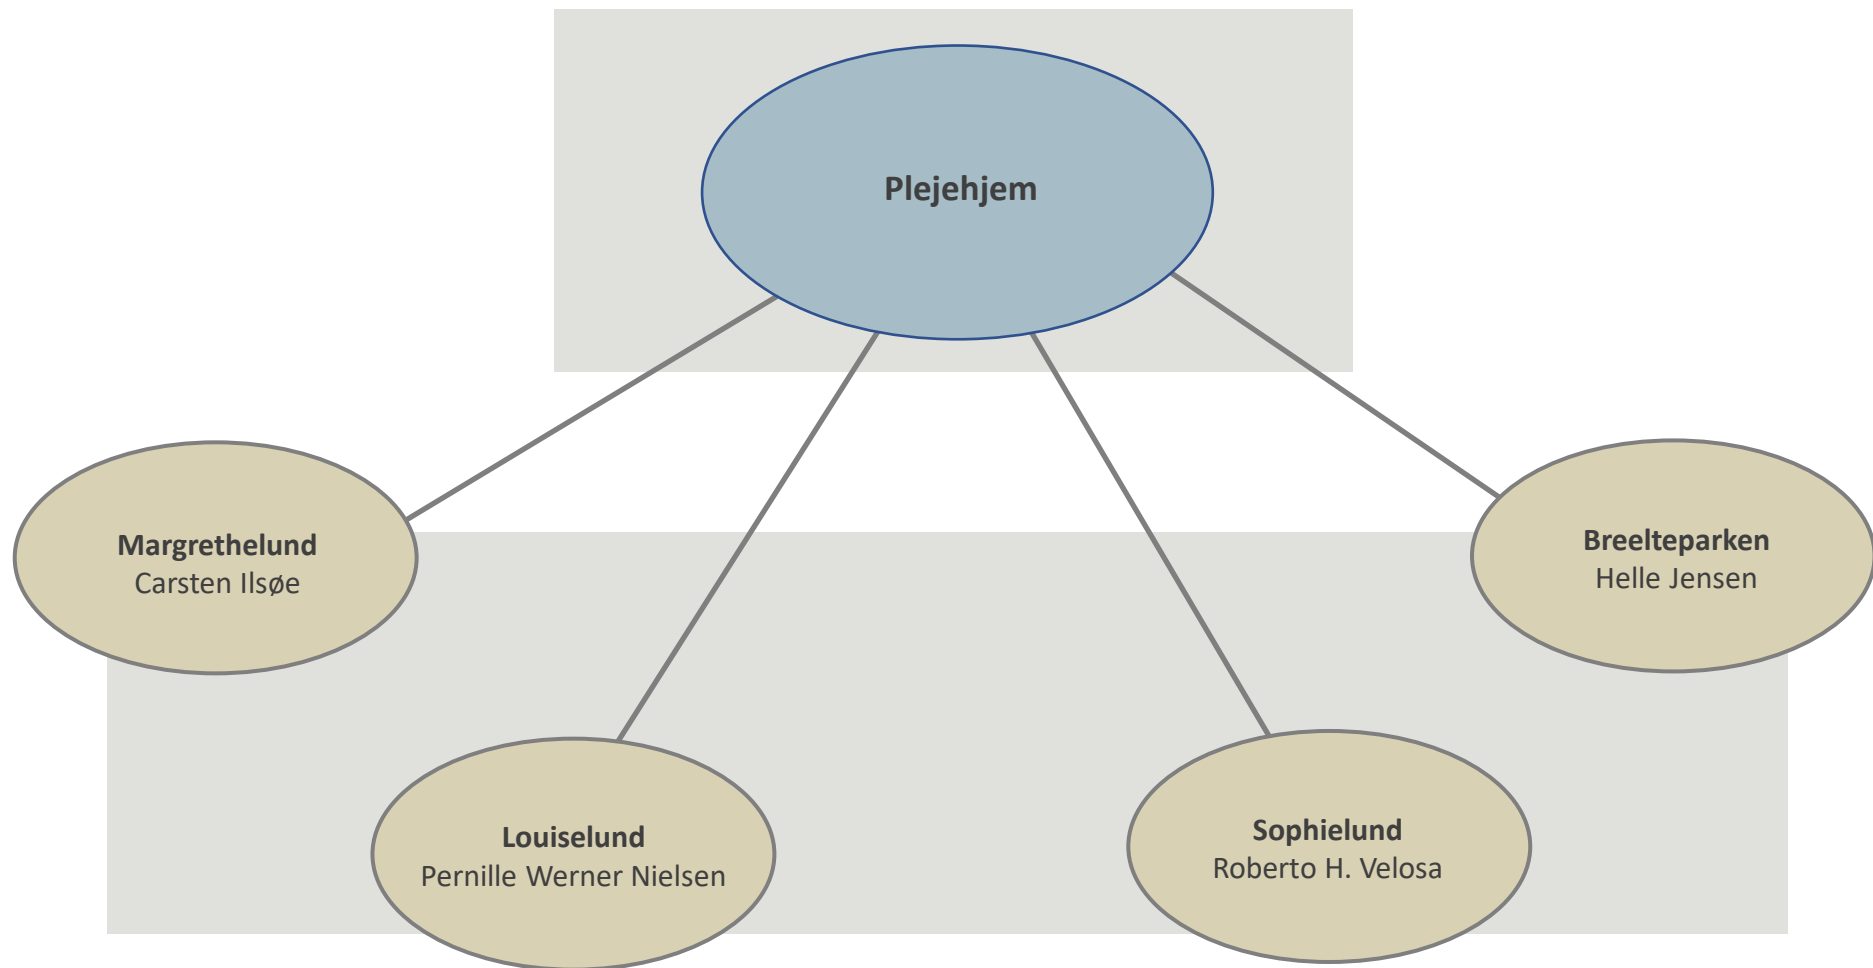 Plejehjem
Margrethelund
Carsten Ilsøe
Breelteparken
Helle Jensen
Louiselund
Pernille Werner Nielsen
Sophielund
Roberto H. Velosa